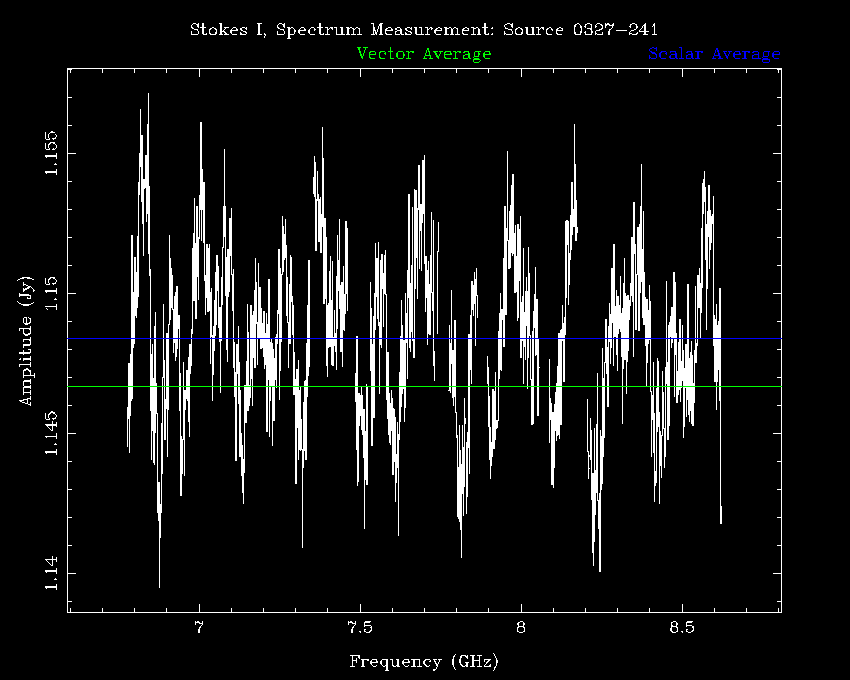 Stokes I, Spectrum Measurement: Source 0327-241
Vector Average
Scalar Average
1.155
1.15
1.145
1.14
Amplitude (Jy)
7
7.5
8
8.5
Frequency (GHz)